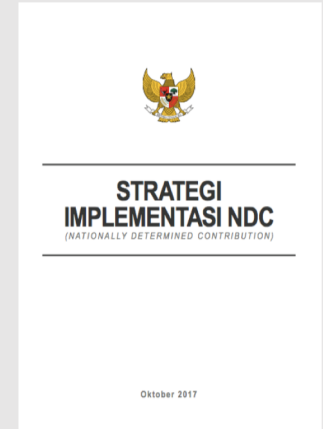 STRATEGI
IMPLEMENTASI NDC
(NATIONALLY DETERMINED CONTRIBUTION)
Oktober 2017